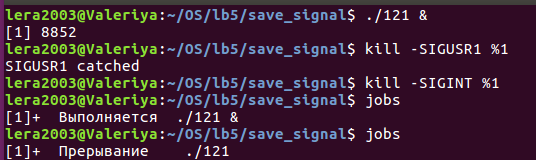 lera2003@Valeriya:~/OS/lb5/save_signal$ ./121 &
[1] 8852
lera2003@Valeriya:~/OS/lb5/save_signal$ kill -SIGUSR1 %1
SIGUSR1 catched
lera2003@Valeriya:~/OS/lb5/save_signal$ kill -SIGINT %1
lera2003@Valeriya:~/OS/lb5/save_signal$ jobs
[1]+  Выполняется  ./121 &
lera2003@Valeriya:~/OS/lb5/save_signal$ jobs
[1]+  Прерывание    ./121